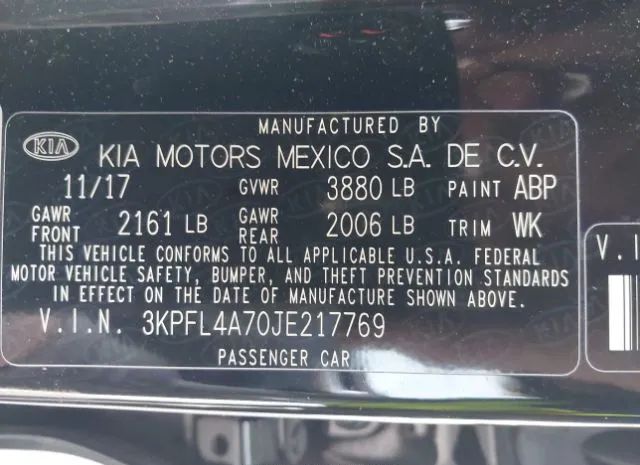 MANUFACTURED BY
KIA KIA MOTORS MEXICO S.A. DE C.V.
11/17 GVWR 3880 LB PAINT ABP
GAWR FRONT 2161 LB GAWR REAR 2006 LB TRIM WK
THIS VEHICLE CONFORMS TO ALL APPLICABLE U.S.A. FEDERAL
MOTOR VEHICLE SAFETY, BUMPER, AND THEFT PREVENTION STANDARDS
IN EFFECT ON THE DATE OF MANUFACTURE SHOWN ABOVE.
V.I.N. 3KPFL4A70JE217769
PASSENGER CAR
V.I